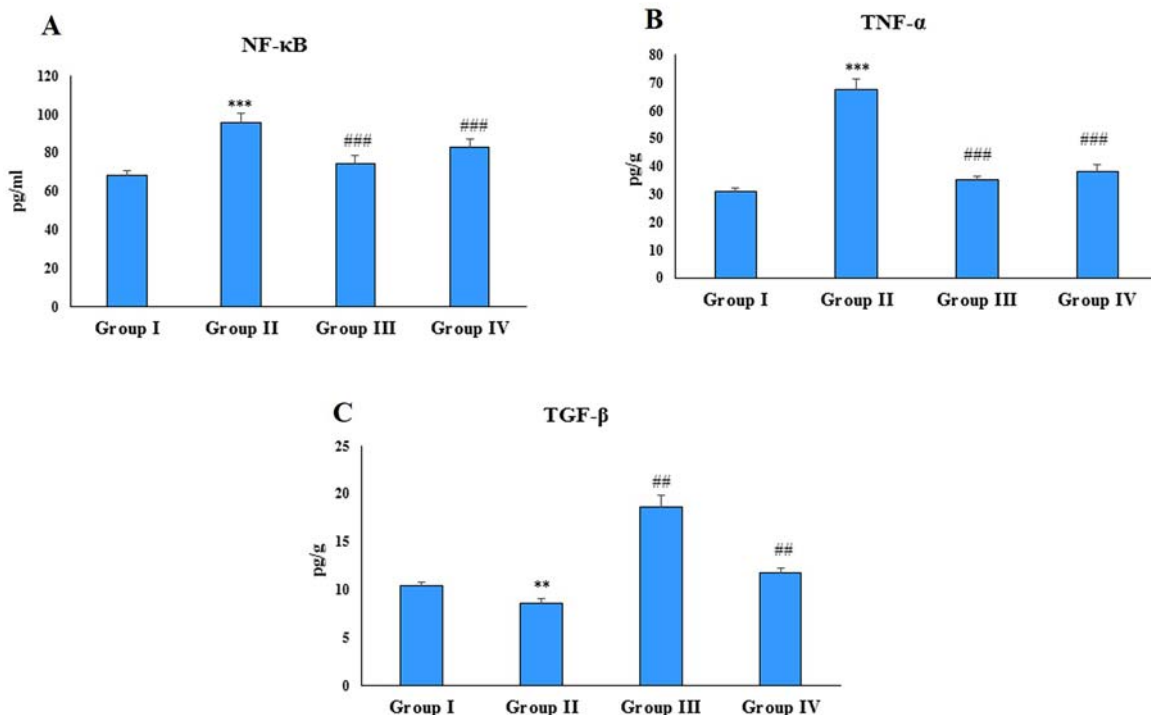 A
NF-κB
120
100
80
60
40
20
0
pg/ml
***
###
###
Group I Group II Group III Group IV
B
TNF-α
80
70
60
50
40
30
20
10
0
pg/g
***
###
###
Group I Group II Group III Group IV
C
TGF-β
25
20
15
10
5
0
pg/g
**
##
##
Group I Group II Group III Group IV